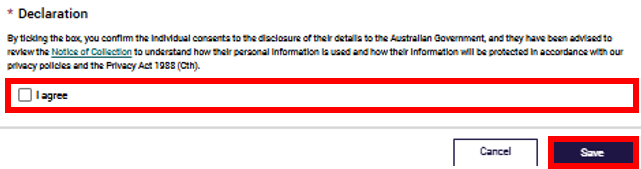 * Declaration
By ticking the box, you confirm the individual consents to the disclosure of their details to the Australian Government, and they have been advised to
review the Notice of Collection to understand how their personal information is used and how their information will be protected in accordance with our
privacy policies and the Privacy Act 1988 (Cth).
I agree
Cancel
Save